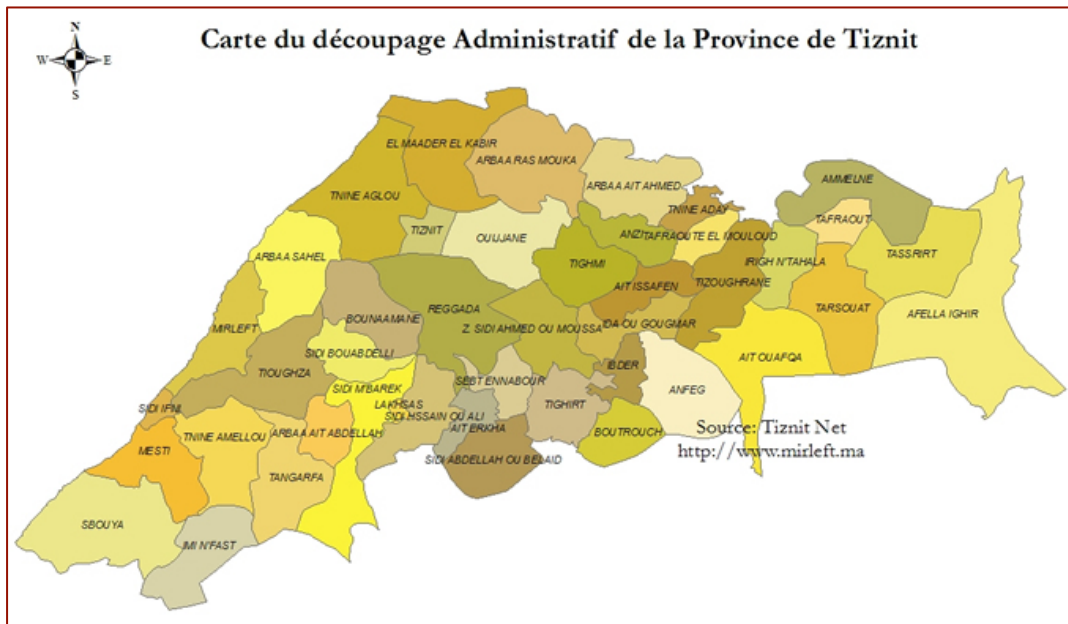 N
Carte du découpage Administratif de la Province de Tiznit
W E
S
EL MAADER EL KABIR
ARBAA RAS MOUKA
ARBAA AIT AHMED
AMMELNE
TNINE AGLOU
TNINE ADAY
TAFRAOUT
TIZNIT
OUIJANE
ANZI
TAFRAOUTE EL MOULOUD
ARBAA SAHEL
TIGHMI
IRIGH N'TAHALA
TASSRIRT
AIT ISSAFEN
TIZOUGHRANE
REGGADA
TARSOUAT
AFELLA IGHIR
BOUNAAMANE
MIRLEFT
Z. SIDI AHMED OU MOUSSA
IDA OU GOUGMAR
SIDI BOUABDELLI
AIT OUAFQA
TIOUGHZA
IBDER
SEBT ENNABOUR
SIDI M'BAREK
ANFEG
LAKHSAS
TIGHIRT
SIDI IFNI
SIDI HSSAIN OU ALI
AIT ERKHA
BOUTROUCH
Source: Tiznit Net
TNINE AMELLOU
ARBAA AIT ABDELLAH
MESTI
http://www.mirleft.ma
SIDI ABDELLAH OU BELAID
TANGARFA
SBOUYA
IMI N'FAST